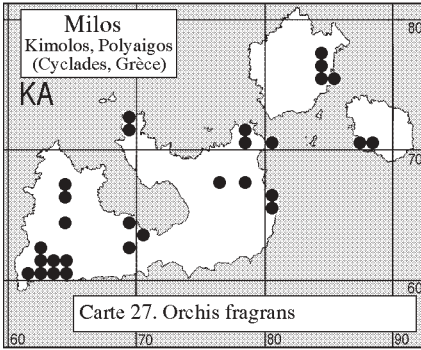 Milos
Kimolos, Polyaigos
(Cyclades, Grèce)
KA
80
70
60
Carte 27. Orchis fragrans
60
70
80
90